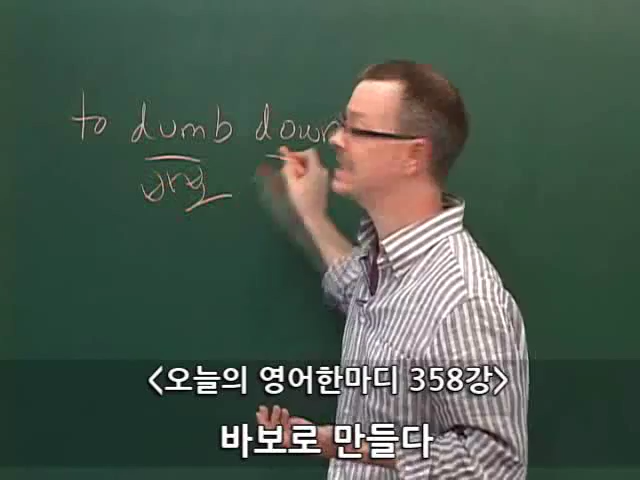 to dumb down
<오늘의 영어한마디 358강>
바보로 만들다